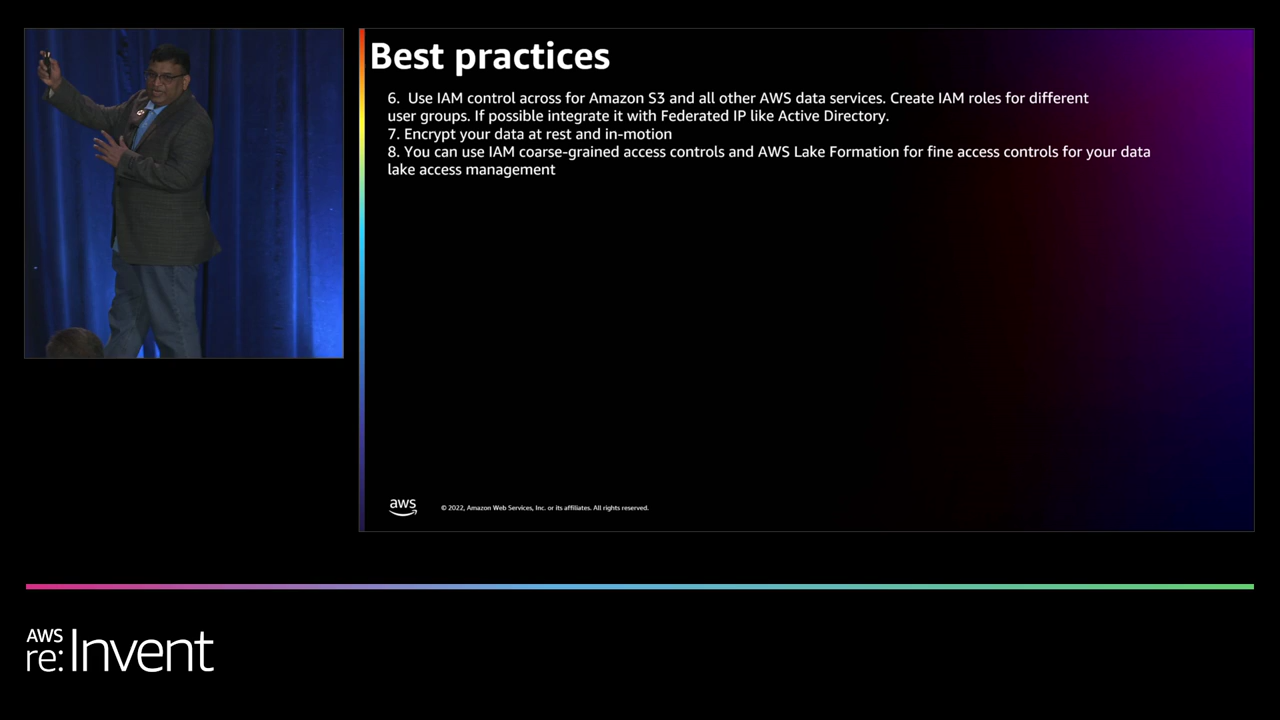 Best practices
6. Use IAM control across for Amazon S3 and all other AWS data services. Create IAM roles for different
user groups. If possible integrate it with Federated IP like Active Directory.
7. Encrypt your data at rest and in-motion
8. You can use IAM coarse-grained access controls and AWS Lake Formation for fine access controls for your data
lake access management
aws
© 2022, Amazon Web Services, Inc. or its affiliates. All rights reserved.
AWS
re:Invent